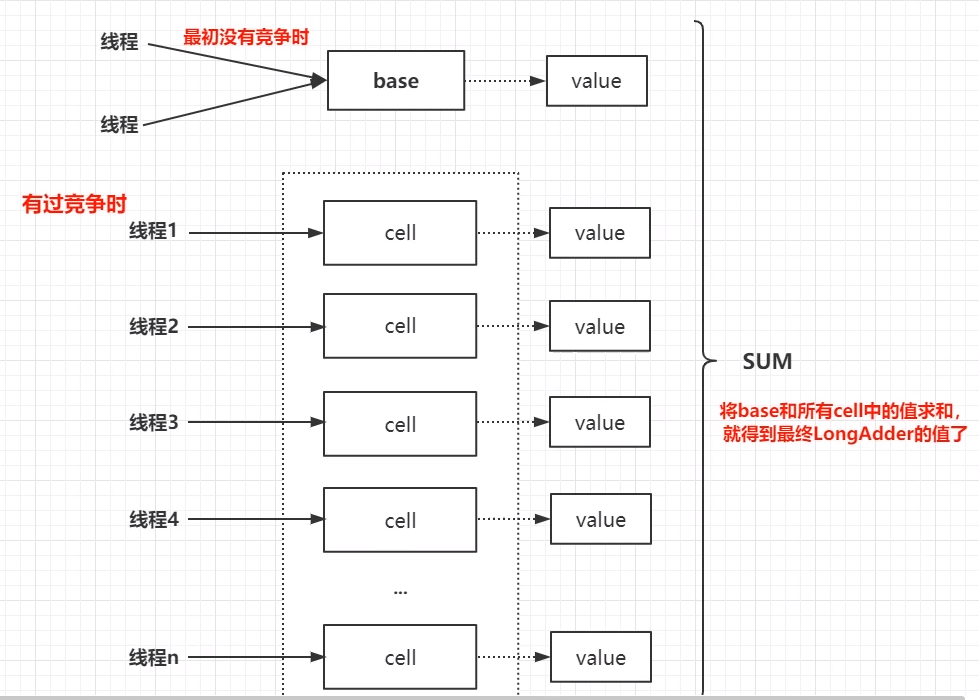 线程
最初没有竞争时
base
value
线程
有过竞争时
线程1
cell
value
线程2
cell
value
SUM
将base和所有cell中的值求和，
就得到最终LongAdder的值了
线程3
cell
value
线程4
cell
value
...
线程n
cell
value